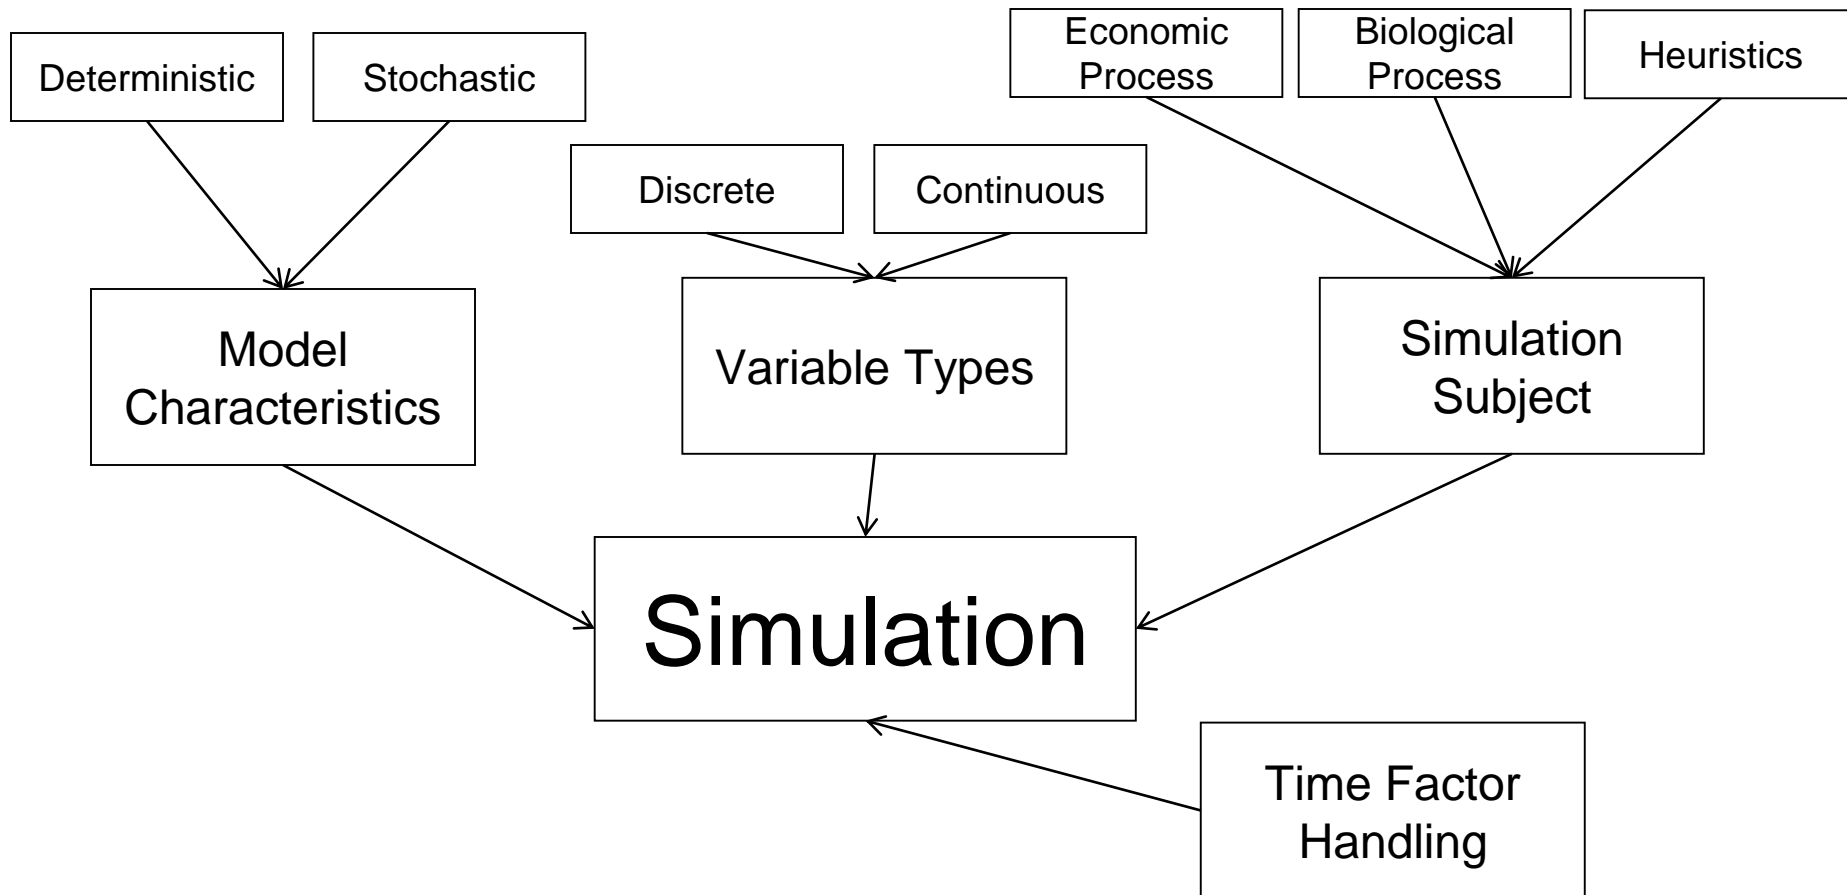 Deterministic
Stochastic
Economic
Process
Biological
Process
Heuristics
Discrete
Continuous
Model
Characteristics
Variable Types
Simulation
Subject
Simulation
Time Factor
Handling